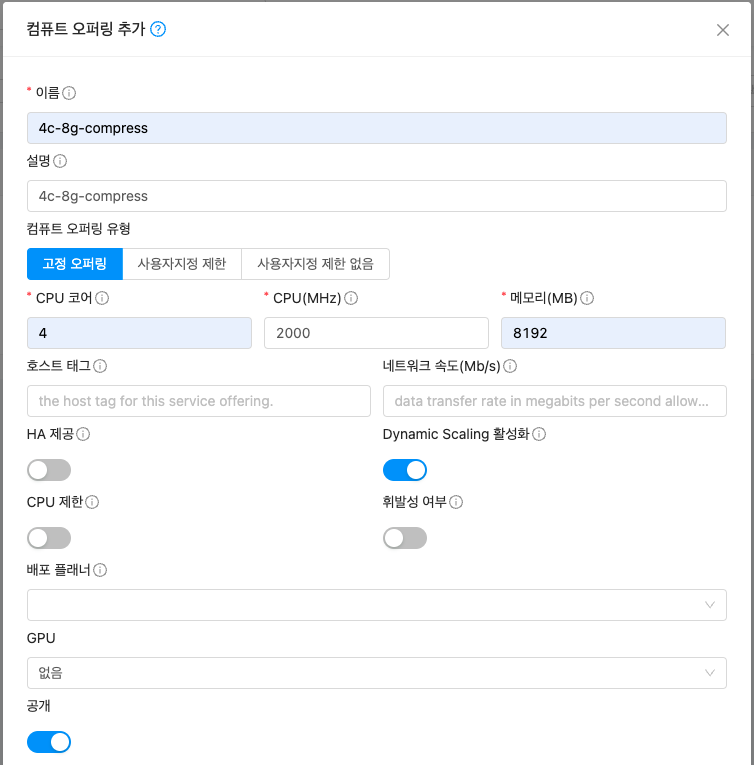 컴퓨트 오퍼링 추가
* 이름
4c-8g-compress
설명
4c-8g-compress
컴퓨트 오퍼링 유형
고정 오퍼링 사용자지정 제한 사용자지정 제한 없음
* CPU 코어 * CPU(MHz) * 메모리(MB)
4 2000 8192
호스트 태그 네트워크 속도(Mb/s)
the host tag for this service offering. data transfer rate in megabits per second allow...
HA 제공 Dynamic Scaling 활성화
CPU 제한 휘발성 여부
배포 플래너
GPU
없음
공개